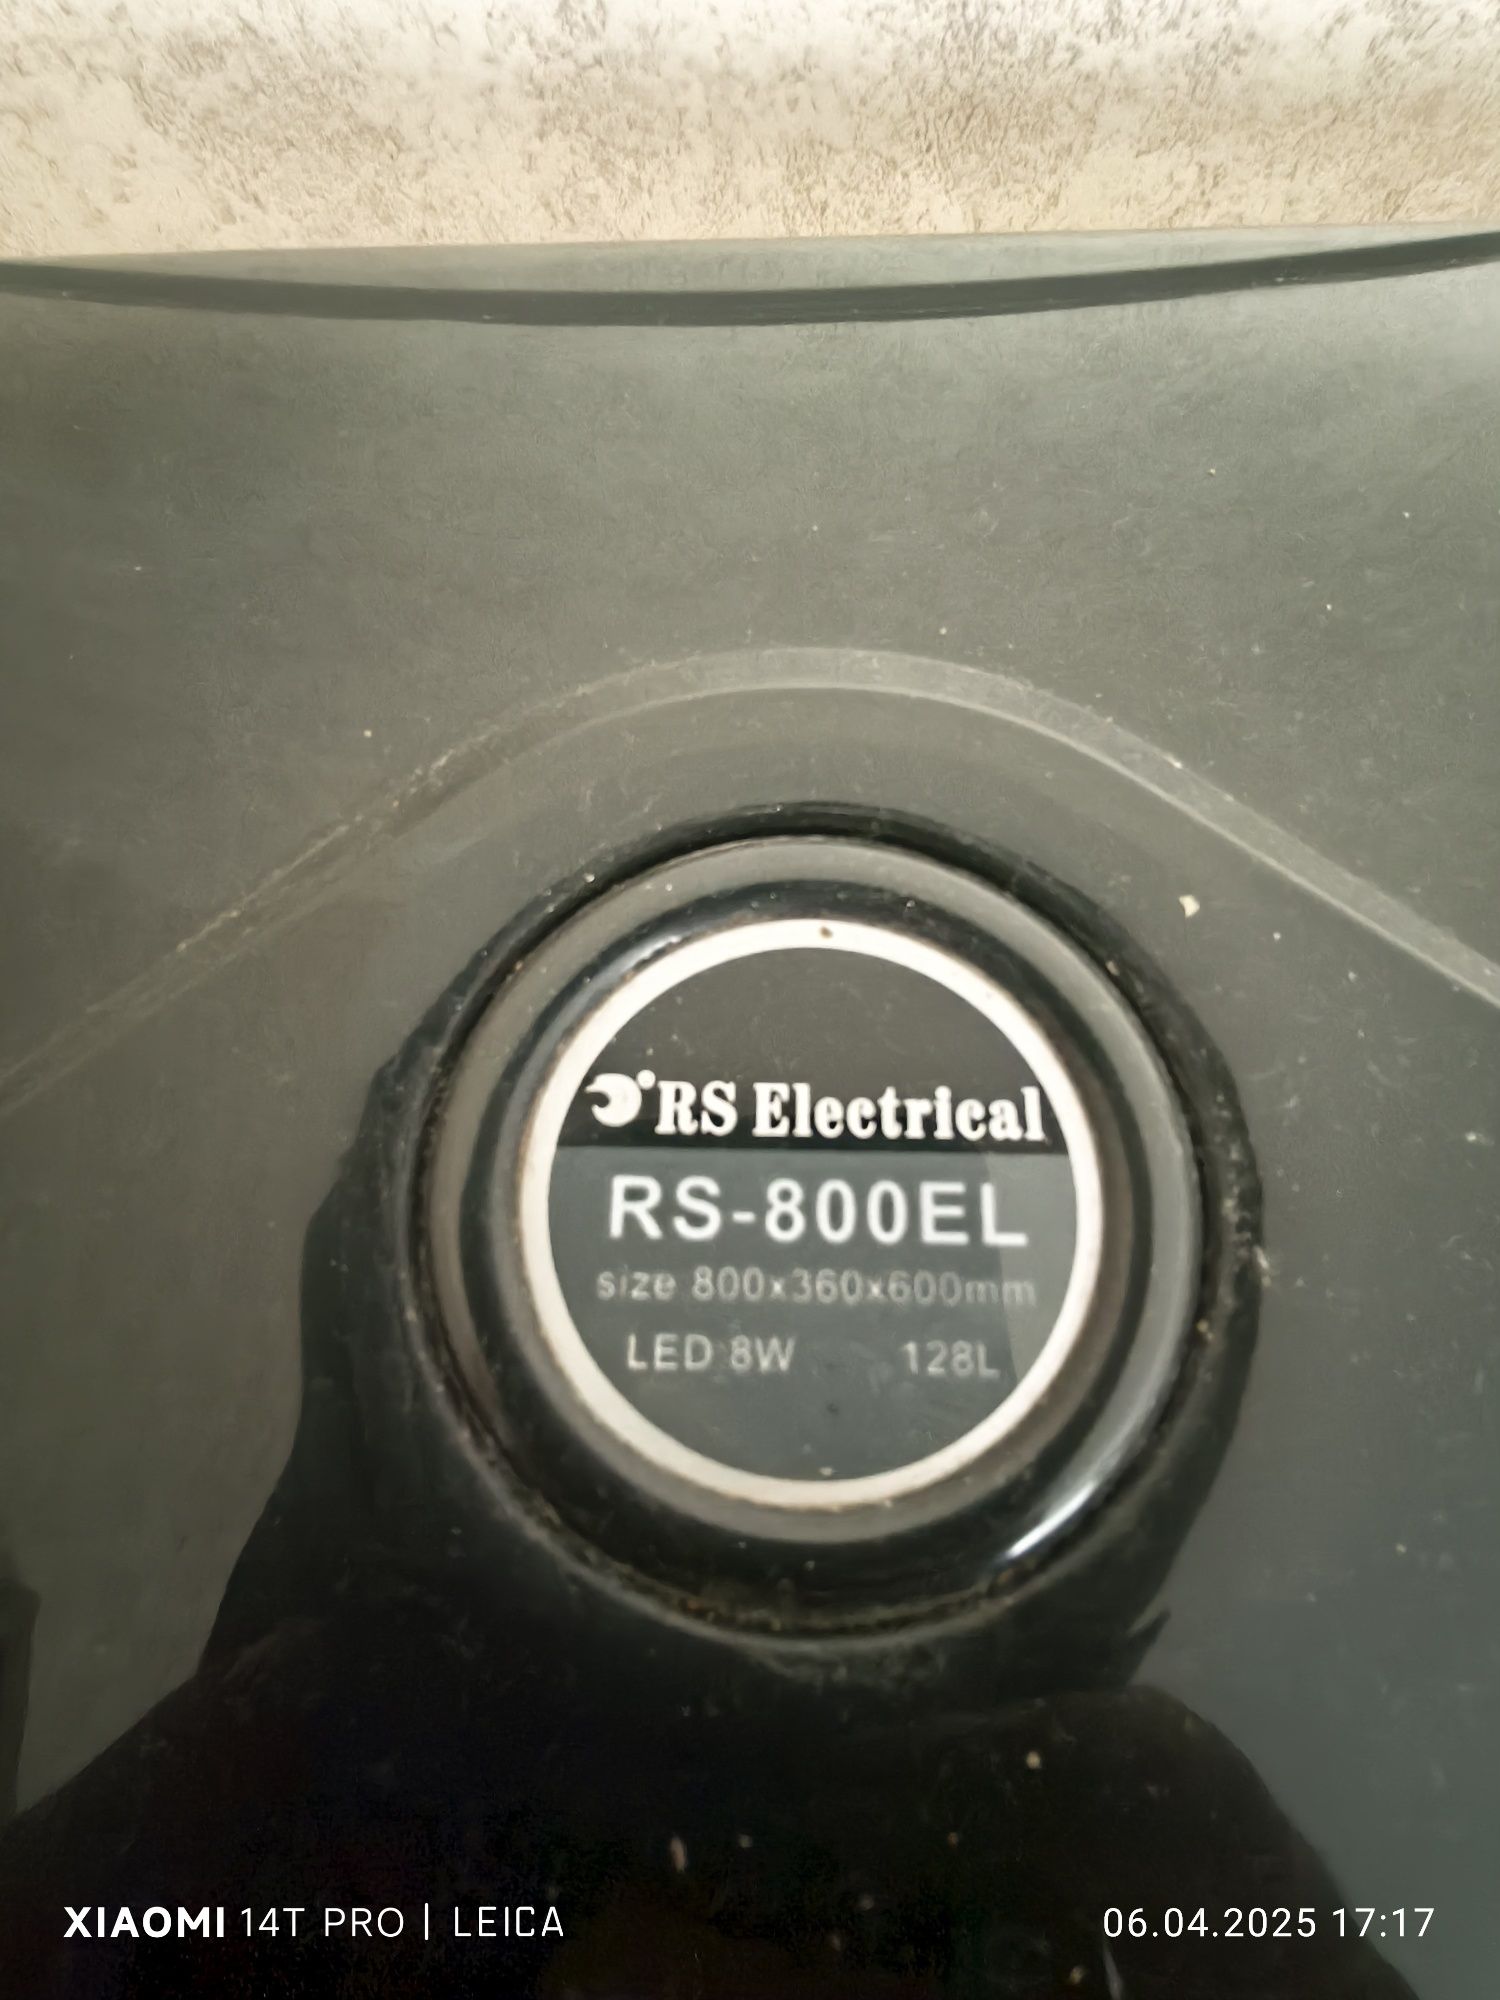 RS Electrical
RS-800EL
size 800x360x600mm
LED 8W 128L
XIAOMI 14T PRO | LEICA
06.04.2025 17:17